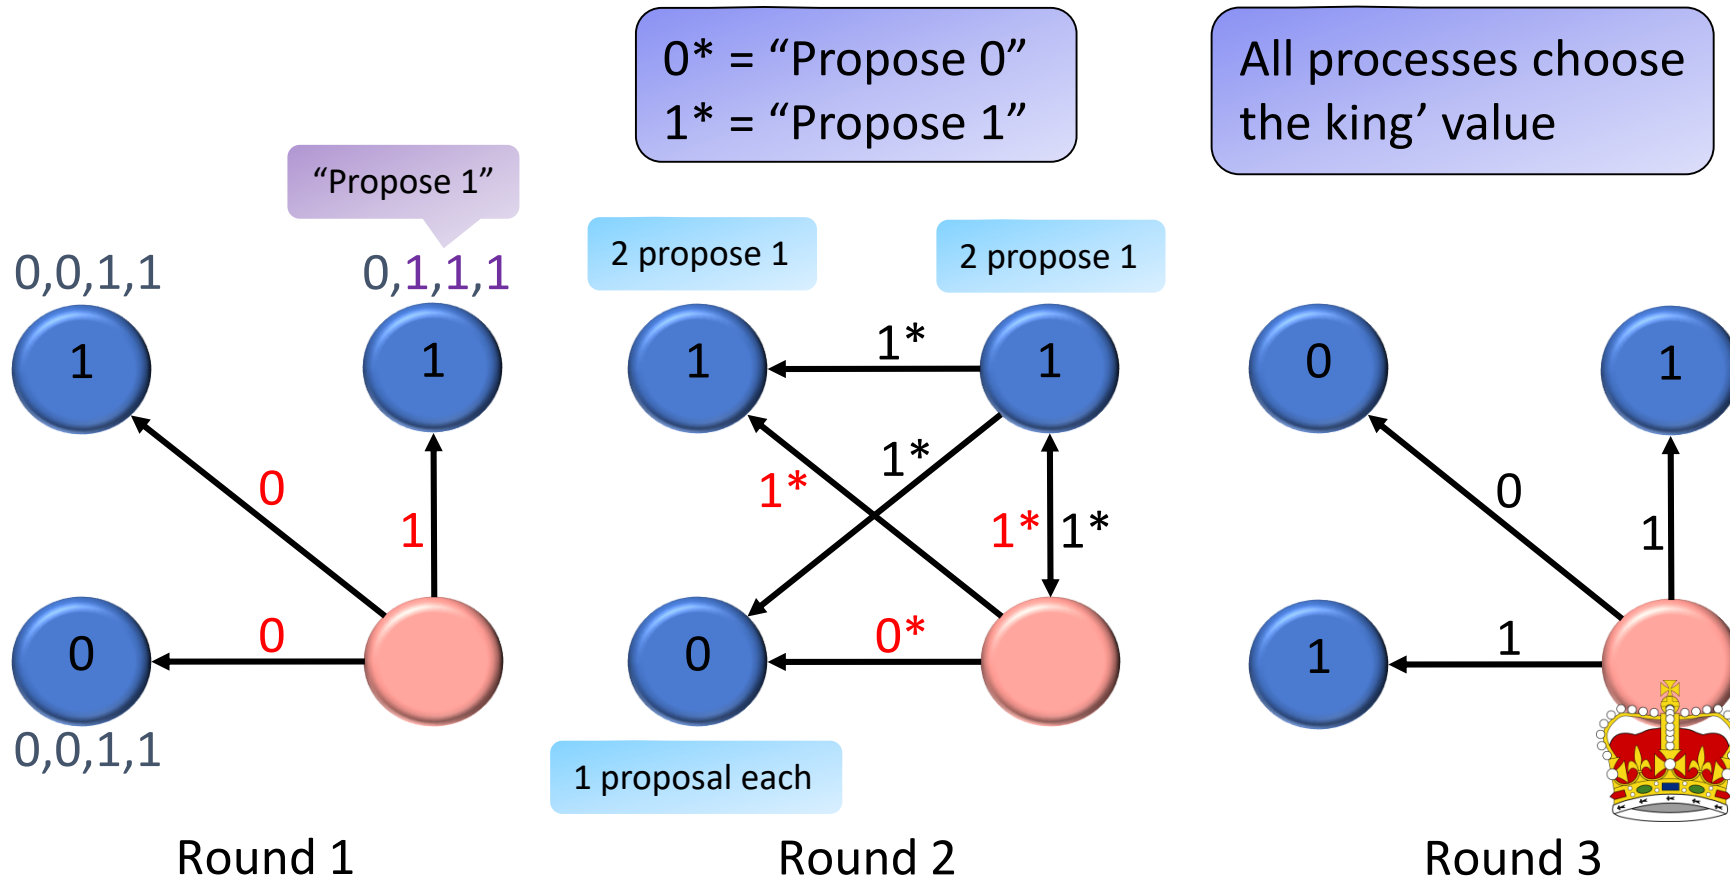 0* = “Propose 0”
1* = “Propose 1”
All processes choose
the king’ value
“Propose 1”
0,0,1,1
0,1,1,1
1
1
0
1
0
0
0,0,1,1
Round 1
2 propose 1
2 propose 1
1
1*
1
1*
1*
1*
1*
0
0*
1 proposal each
Round 2
0
1
0
1
1
1
Round 3